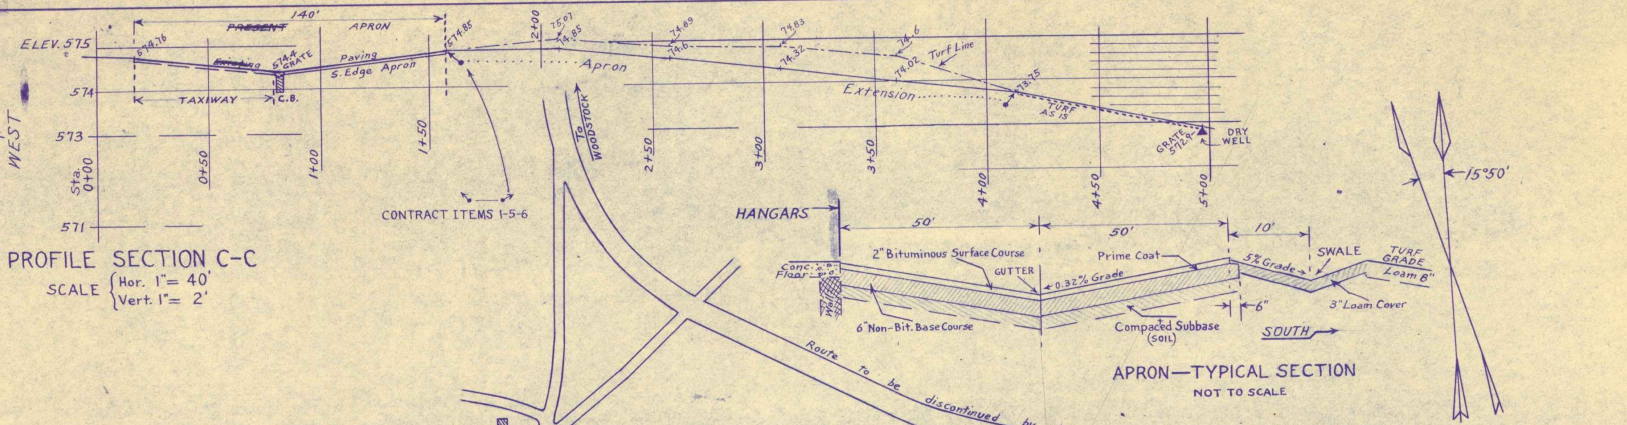 140'
PRESENT APRON
ELEV. 575
574.76
Existing
574.4
GRATE
Paving
S. Edge Apron
574.85
2+00
75.07
74.85
Apron
74.89
74.6
74.83
74.32
74.6
74.02
Turf Line
73.75
Extension
TURF
AS IS
GRATE
572.9
DRY
WELL
574
TAXIWAY
C.B.
573
WEST
Sta.
0+00
0+50
1+00
1+50
To
WOODSTOCK
2+50
3+00
3+50
4+00
4+50
5+00
571
CONTRACT ITEMS 1-5-6
PROFILE SECTION C-C
SCALE
Hor. 1"= 40'
Vert. 1"= 2'
HANGARS
50'
50'
10'
15°50'
2" Bituminous Surface Course
GUTTER
Prime Coat
0.32% Grade
5% Grade
SWALE
TURF
GRADE
Loam 8"
Conc.
Floor
Wall
6" Non-Bit. Base Course
Compacted Subbase
(SOIL)
6"
3" Loam Cover
SOUTH
APRON—TYPICAL SECTION
NOT TO SCALE
Route to be discontinued by